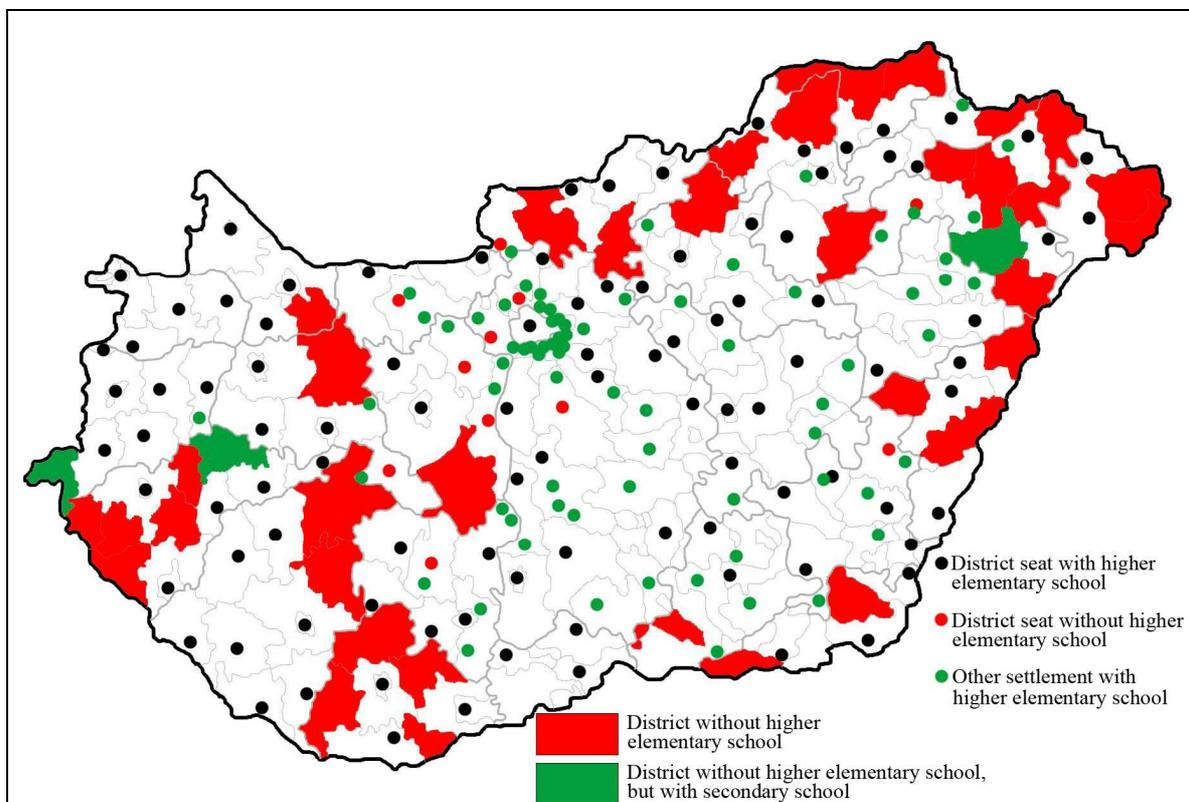 District seat with higher
elementary school
District seat without higher
elementary school
Other settlement with
higher elementary school
District without higher
elementary school
District without higher elementary school,
but with secondary school